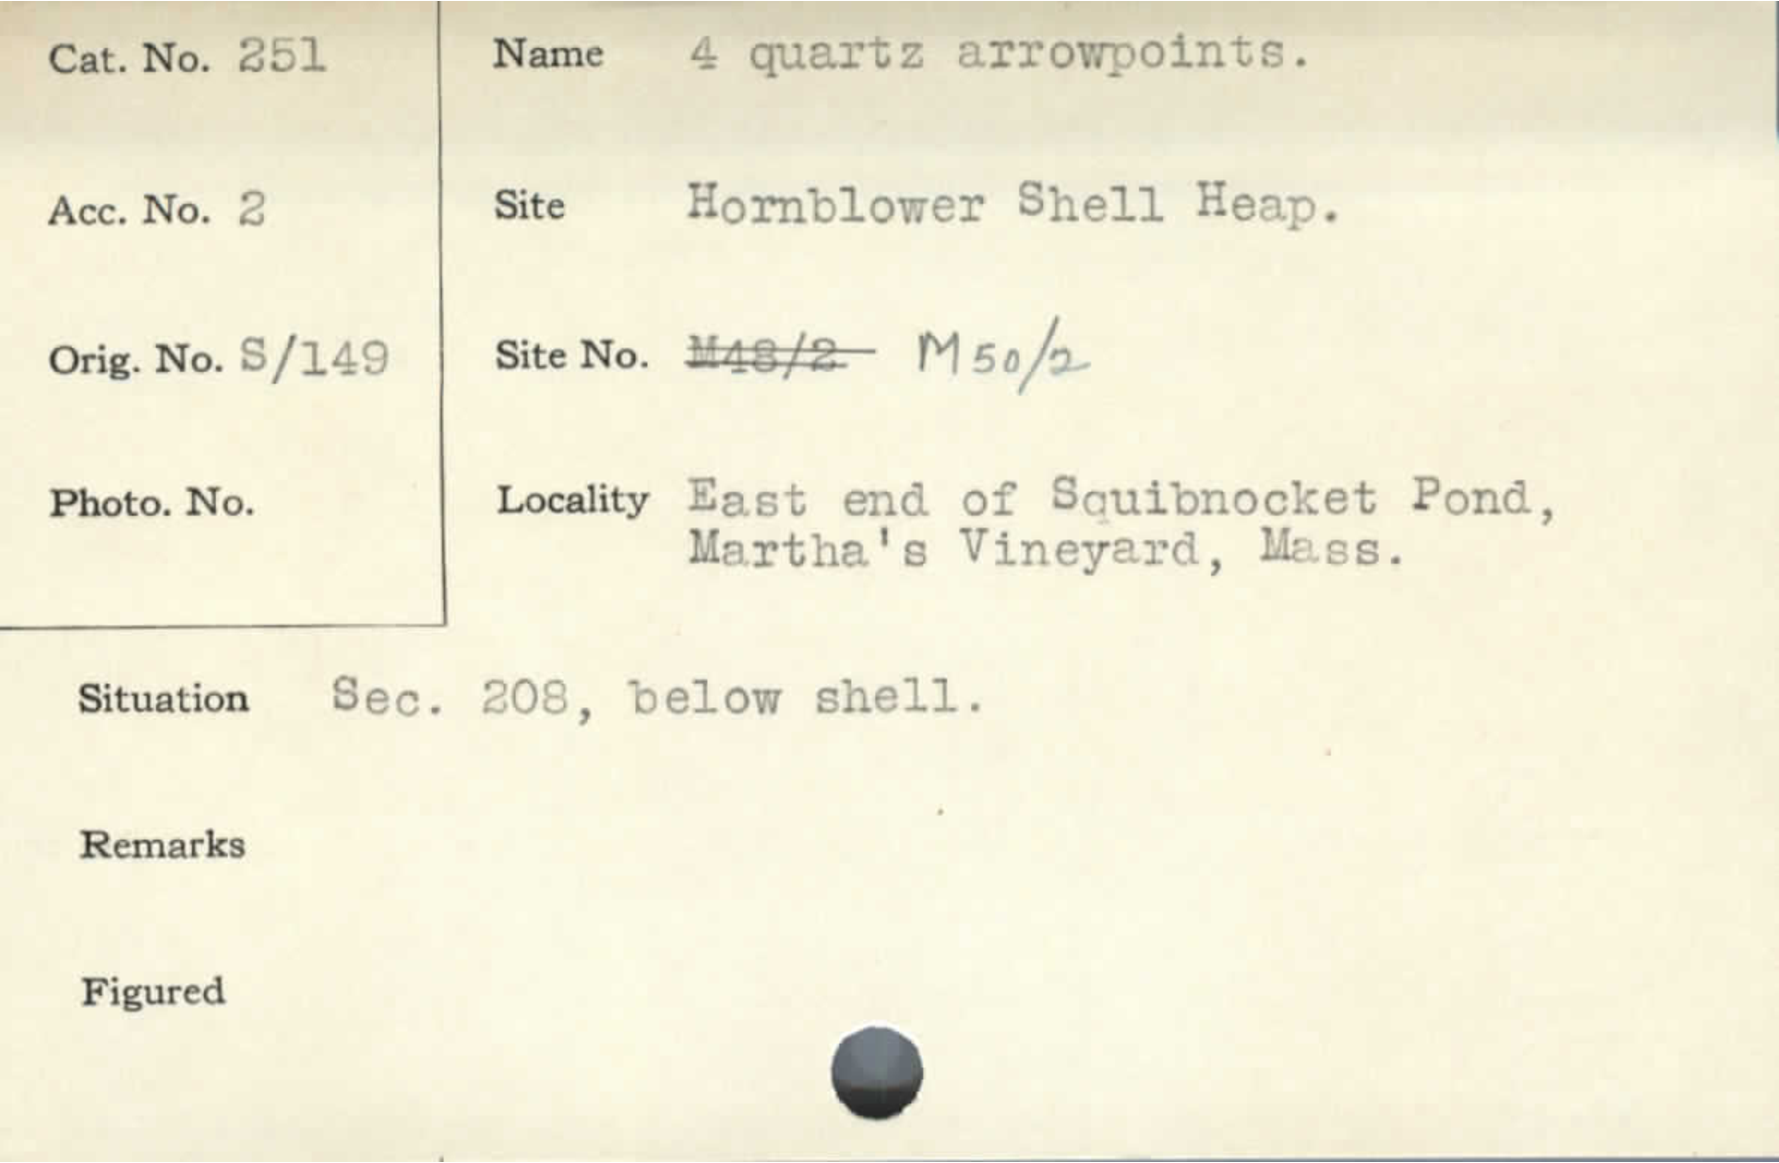 Cat. No. 251
Name 4 quartz arrowpoints.
Acc. No. 2
Site Hornblower Shell Heap.
Orig. No. S/149
Site No. M48/2 M50/2
Photo. No.
Locality East end of Squibnocket Pond,
Martha's Vineyard, Mass.
Situation Sec. 208, below shell.
Remarks
Figured